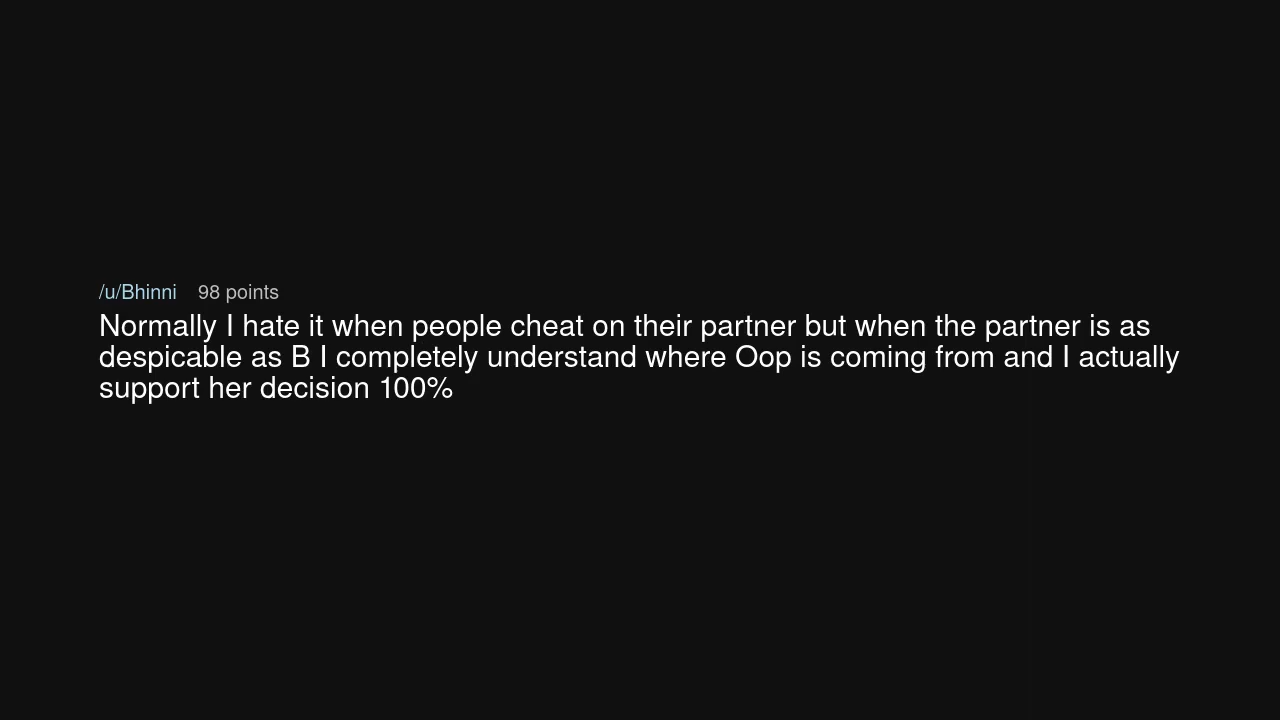 /u/Bhinni 98 points
Normally I hate it when people cheat on their partner but when the partner is as
despicable as B I completely understand where Oop is coming from and I actually
support her decision 100%